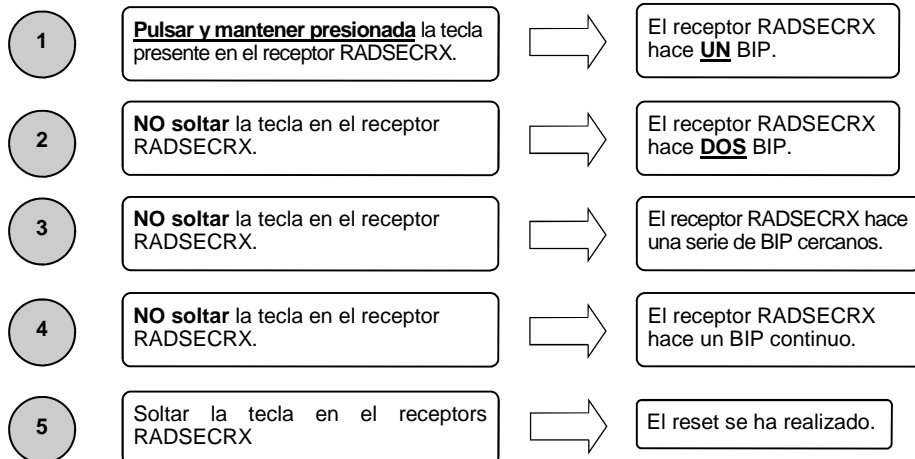 1
Pulsar y mantener presionada la tecla
presente en el receptor RADSECRX.
El receptor RADSECRX
hace UN BIP.
2
NO soltar la tecla en el receptor
RADSECRX.
El receptor RADSECRX
hace DOS BIP.
3
NO soltar la tecla en el receptor
RADSECRX.
El receptor RADSECRX hace
una serie de BIP cercanos.
4
NO soltar la tecla en el receptor
RADSECRX.
El receptor RADSECRX
hace un BIP continuo.
5
Soltar la tecla en el receptors
RADSECRX
El reset se ha realizado.